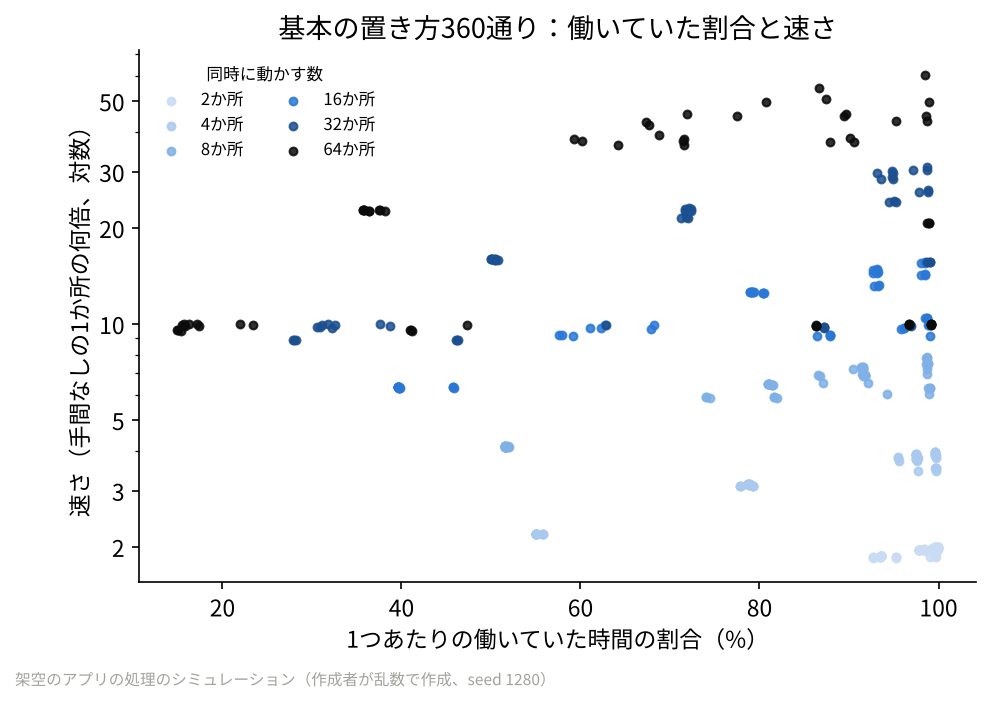 基本の置き方360通り：働いていた割合と速さ
同時に動かす数
2か所
4か所
8か所
16か所
32か所
64か所
速さ（手間なしの1か所の何倍、対数）
50
30
20
10
5
3
2
20
40
60
80
100
1つあたりの働いていた時間の割合（%）
架空のアプリの処理のシミュレーション（作成者が乱数で作成、seed 1280）